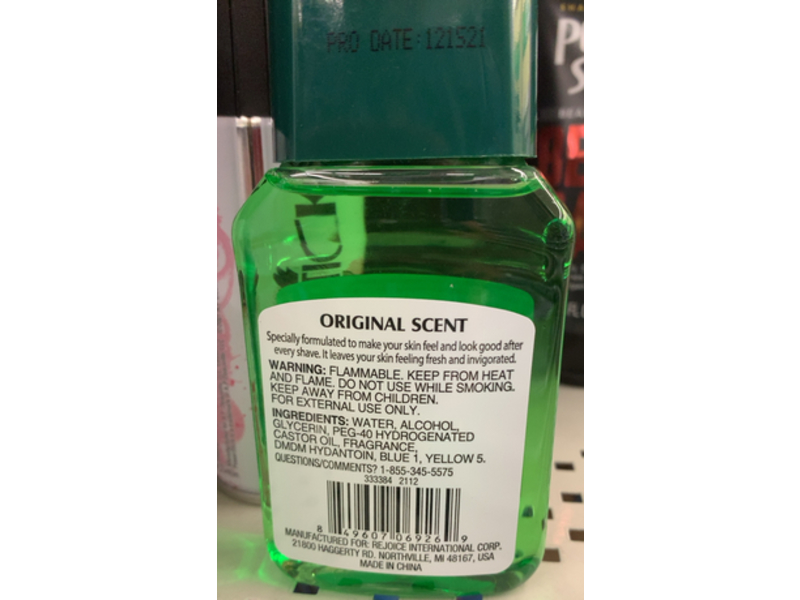 PRO DATE:121521
ORIGINAL SCENT
Specially formulated to make your skin feel and look good after
every shave. It leaves your skin feeling fresh and invigorated.
WARNING: FLAMMABLE. KEEP FROM HEAT
AND FLAME. DO NOT USE WHILE SMOKING.
KEEP AWAY FROM CHILDREN.
FOR EXTERNAL USE ONLY.
INGREDIENTS: WATER, ALCOHOL,
GLYCERIN, PEG-40 HYDROGENATED
CASTOR OIL, FRAGRANCE,
DMDM HYDANTOIN, BLUE 1, YELLOW 5.
QUESTIONS/COMMENTS? 1-855-345-5575
333384 2112
8 49607 06926 9
MANUFACTURED FOR: REJOICE INTERNATIONAL CORP.
21800 HAGGERTY RD. NORTHVILLE, MI 48167, USA
MADE IN CHINA